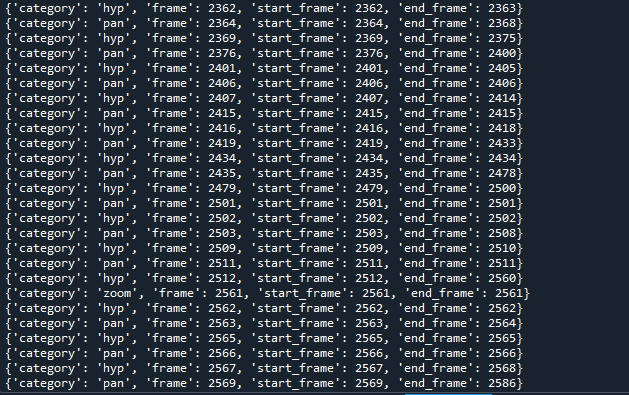 {'category': 'hyp', 'frame': 2362, 'start_frame': 2362, 'end_frame': 2363}
{'category': 'pan', 'frame': 2364, 'start_frame': 2364, 'end_frame': 2368}
{'category': 'hyp', 'frame': 2369, 'start_frame': 2369, 'end_frame': 2375}
{'category': 'pan', 'frame': 2376, 'start_frame': 2376, 'end_frame': 2400}
{'category': 'hyp', 'frame': 2401, 'start_frame': 2401, 'end_frame': 2405}
{'category': 'pan', 'frame': 2406, 'start_frame': 2406, 'end_frame': 2406}
{'category': 'hyp', 'frame': 2407, 'start_frame': 2407, 'end_frame': 2414}
{'category': 'pan', 'frame': 2415, 'start_frame': 2415, 'end_frame': 2415}
{'category': 'hyp', 'frame': 2416, 'start_frame': 2416, 'end_frame': 2418}
{'category': 'pan', 'frame': 2419, 'start_frame': 2419, 'end_frame': 2433}
{'category': 'hyp', 'frame': 2434, 'start_frame': 2434, 'end_frame': 2434}
{'category': 'pan', 'frame': 2435, 'start_frame': 2435, 'end_frame': 2478}
{'category': 'hyp', 'frame': 2479, 'start_frame': 2479, 'end_frame': 2500}
{'category': 'pan', 'frame': 2501, 'start_frame': 2501, 'end_frame': 2501}
{'category': 'hyp', 'frame': 2502, 'start_frame': 2502, 'end_frame': 2502}
{'category': 'pan', 'frame': 2503, 'start_frame': 2503, 'end_frame': 2508}
{'category': 'hyp', 'frame': 2509, 'start_frame': 2509, 'end_frame': 2510}
{'category': 'pan', 'frame': 2511, 'start_frame': 2511, 'end_frame': 2511}
{'category': 'hyp', 'frame': 2512, 'start_frame': 2512, 'end_frame': 2560}
{'category': 'zoom', 'frame': 2561, 'start_frame': 2561, 'end_frame': 2561}
{'category': 'hyp', 'frame': 2562, 'start_frame': 2562, 'end_frame': 2562}
{'category': 'pan', 'frame': 2563, 'start_frame': 2563, 'end_frame': 2564}
{'category': 'hyp', 'frame': 2565, 'start_frame': 2565, 'end_frame': 2565}
{'category': 'pan', 'frame': 2566, 'start_frame': 2566, 'end_frame': 2566}
{'category': 'hyp', 'frame': 2567, 'start_frame': 2567, 'end_frame': 2568}
{'category': 'pan', 'frame': 2569, 'start_frame': 2569, 'end_frame': 2586}